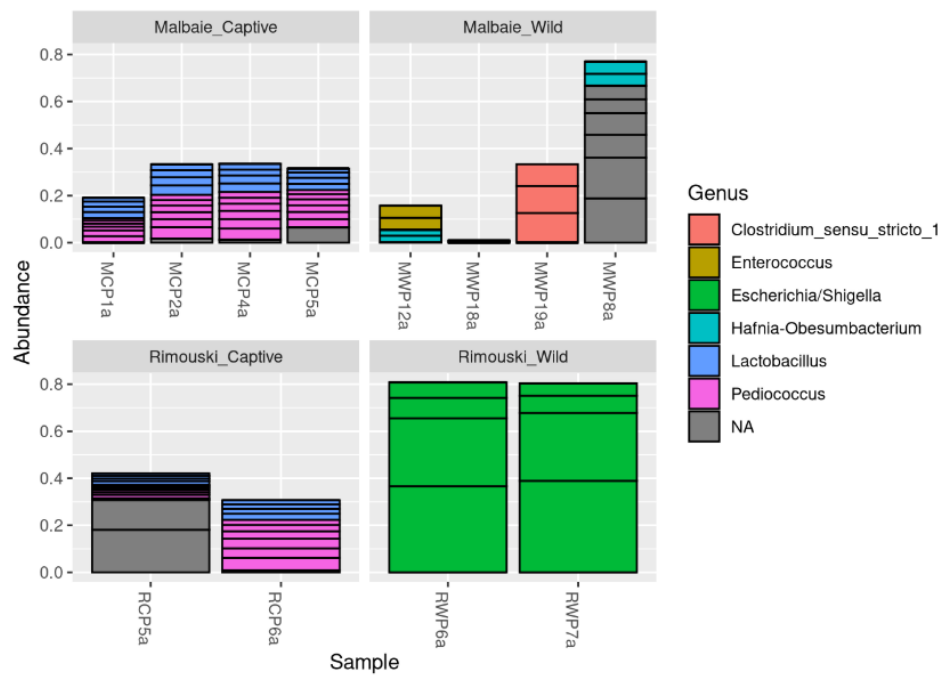 Malbaie_Captive
Malbaie_Wild
0.8
0.6
0.4
0.2
0.0
MCP1a
MCP2a
MCP4a
MCP5a
MWP12a
MWP18a
MWP19a
MWP8a
Abundance
Rimouski_Captive
Rimouski_Wild
0.8
0.6
0.4
0.2
0.0
RCP5a
RCP6a
RWP6a
RWP7a
Sample
Genus
Clostridium_sensu_stricto_1
Enterococcus
Escherichia/Shigella
Hafnia-Obesumbacterium
Lactobacillus
Pediococcus
NA